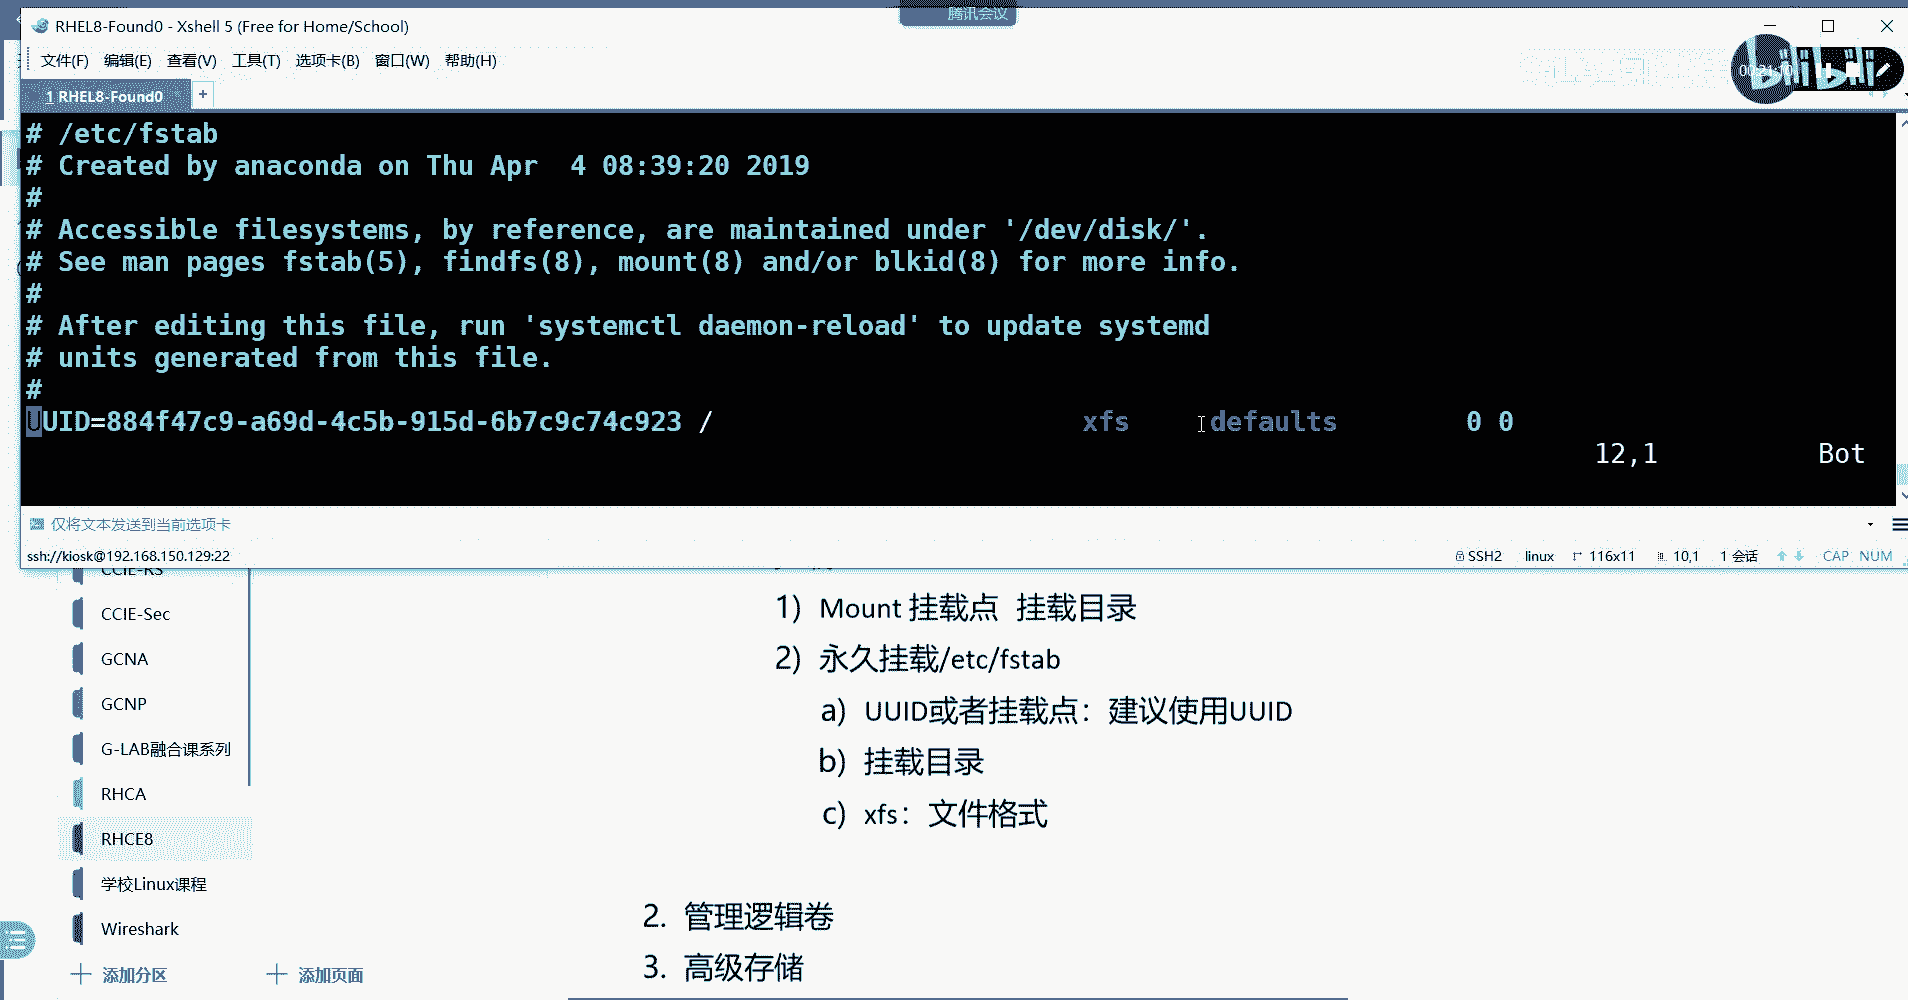 腾讯会议
RHEL8-Found0 - Xshell 5 (Free for Home/School)
文件(F) 编辑(E) 查看(V) 工具(T) 选项卡(B) 窗口(W) 帮助(H)
bilibili
1 RHEL8-Found0 +
# /etc/fstab
# Created by anaconda on Thu Apr  4 08:39:20 2019
#
# Accessible filesystems, by reference, are maintained under '/dev/disk/'.
# See man pages fstab(5), findfs(8), mount(8) and/or blkid(8) for more info.
#
# After editing this file, run 'systemctl daemon-reload' to update systemd
# units generated from this file.
#
UUID=884f47c9-a69d-4c5b-915d-6b7c9c74c923 / xfs defaults 0 0
12,1 Bot
仅将文本发送到当前选项卡
ssh://kiosk@192.168.150.129:22 SSH2 linux 116x11 10,1 1 会话 CAP NUM
CCIE-RS
CCIE-Sec
GCNA
GCNP
G-LAB融合课系列
RHCA
RHCE8
学校Linux课程
Wireshark
添加分区 添加页面
1) Mount 挂载点 挂载目录
2) 永久挂载/etc/fstab
a) UUID或者挂载点：建议使用UUID
b) 挂载目录
c) xfs：文件格式
2. 管理逻辑卷
3. 高级存储